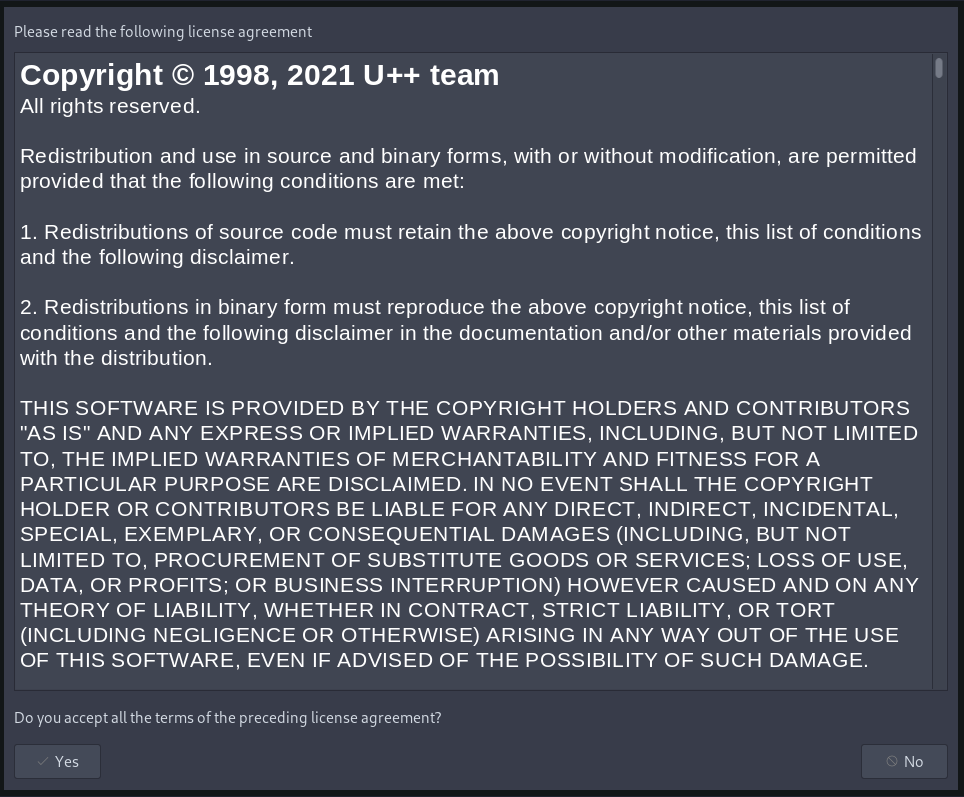 Please read the following license agreement
Copyright © 1998, 2021 U++ team
All rights reserved.
Redistribution and use in source and binary forms, with or without modification, are permitted
provided that the following conditions are met:
1. Redistributions of source code must retain the above copyright notice, this list of conditions
and the following disclaimer.
2. Redistributions in binary form must reproduce the above copyright notice, this list of
conditions and the following disclaimer in the documentation and/or other materials provided
with the distribution.
THIS SOFTWARE IS PROVIDED BY THE COPYRIGHT HOLDERS AND CONTRIBUTORS
"AS IS" AND ANY EXPRESS OR IMPLIED WARRANTIES, INCLUDING, BUT NOT LIMITED
TO, THE IMPLIED WARRANTIES OF MERCHANTABILITY AND FITNESS FOR A
PARTICULAR PURPOSE ARE DISCLAIMED. IN NO EVENT SHALL THE COPYRIGHT
HOLDER OR CONTRIBUTORS BE LIABLE FOR ANY DIRECT, INDIRECT, INCIDENTAL,
SPECIAL, EXEMPLARY, OR CONSEQUENTIAL DAMAGES (INCLUDING, BUT NOT
LIMITED TO, PROCUREMENT OF SUBSTITUTE GOODS OR SERVICES; LOSS OF USE,
DATA, OR PROFITS; OR BUSINESS INTERRUPTION) HOWEVER CAUSED AND ON ANY
THEORY OF LIABILITY, WHETHER IN CONTRACT, STRICT LIABILITY, OR TORT
(INCLUDING NEGLIGENCE OR OTHERWISE) ARISING IN ANY WAY OUT OF THE USE
OF THIS SOFTWARE, EVEN IF ADVISED OF THE POSSIBILITY OF SUCH DAMAGE.
Do you accept all the terms of the preceding license agreement?
Yes
No